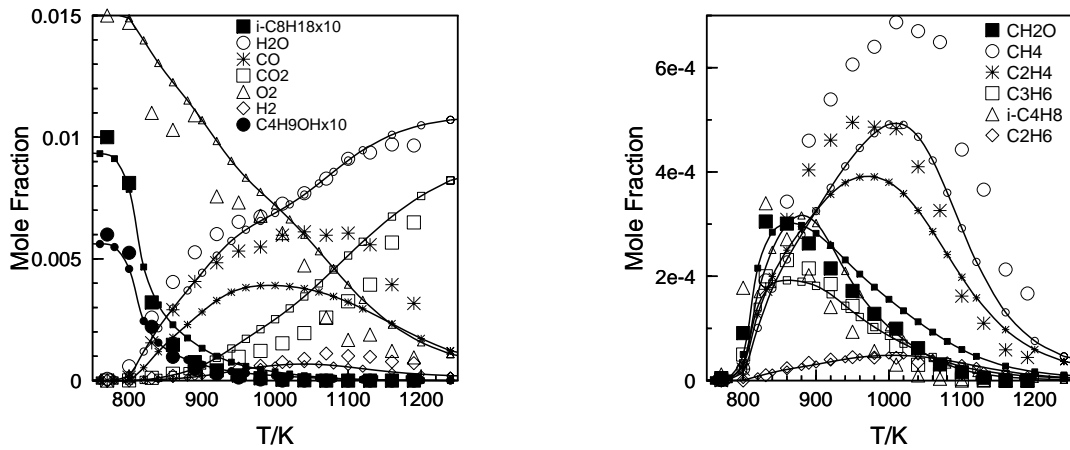 0.015
0.01
0.005
0
Mole Fraction
i-C8H18x10
H2O
CO
CO2
O2
H2
C4H9OHx10
800 900 1000 1100 1200
T/K
6e-4
4e-4
2e-4
0
Mole Fraction
CH2O
CH4
C2H4
C3H6
i-C4H8
C2H6
800 900 1000 1100 1200
T/K